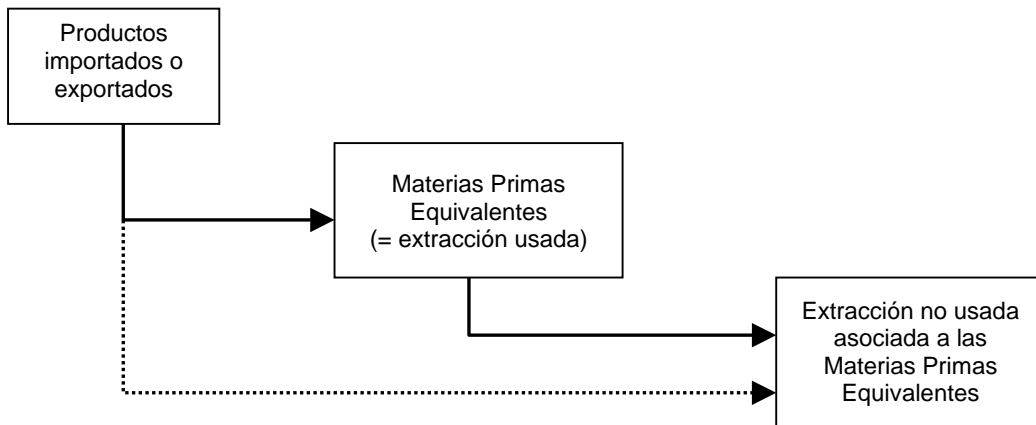 Productos
importados o
exportados
Materias Primas
Equivalentes
(= extracción usada)
Extracción no usada
asociada a las
Materias Primas
Equivalentes